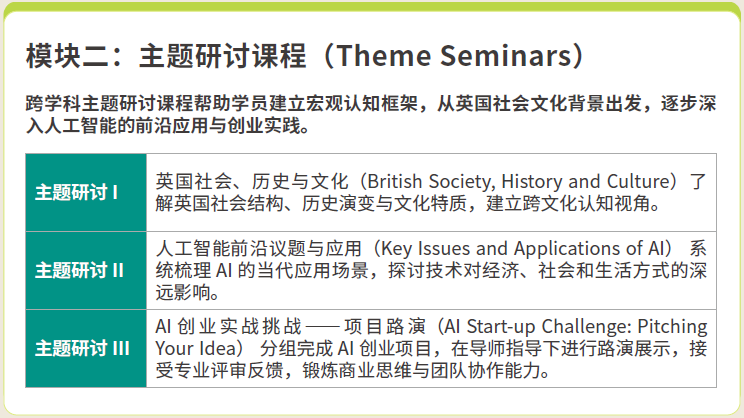 模块二：主题研讨课程（Theme Seminars）
跨学科主题研讨课程帮助学员建立宏观认知框架，从英国社会文化背景出发，逐步深
入人工智能的前沿应用与创业实践。
主题研讨 I
英国社会、历史与文化（British Society, History and Culture）了
解英国社会结构、历史演变与文化特质，建立跨文化认知视角。
主题研讨 II
人工智能前沿议题与应用（Key Issues and Applications of AI） 系
统梳理 AI 的当代应用场景，探讨技术对经济、社会和生活方式的深
远影响。
主题研讨 III
AI 创业实战挑战——项目路演（AI Start-up Challenge: Pitching
Your Idea） 分组完成 AI 创业项目，在导师指导下进行路演展示，接
受专业评审反馈，锻炼商业思维与团队协作能力。